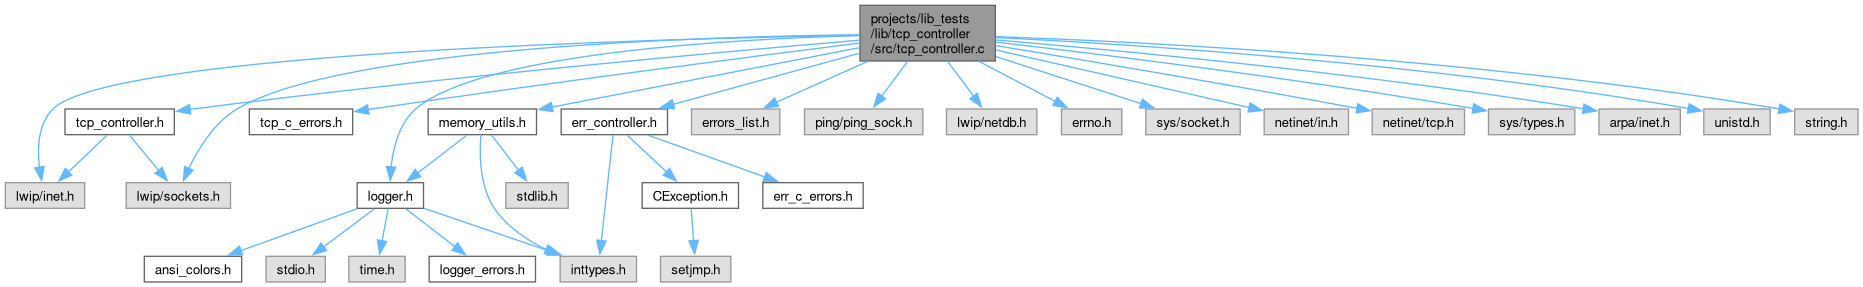 projects/lib_tests
/lib/tcp_controller
/src/tcp_controller.c
tcp_controller.h
tcp_c_errors.h
memory_utils.h
err_controller.h
errors_list.h
ping/ping_sock.h
lwip/netdb.h
errno.h
sys/socket.h
netinet/in.h
netinet/tcp.h
sys/types.h
arpa/inet.h
unistd.h
string.h
lwip/inet.h
lwip/sockets.h
logger.h
stdlib.h
CException.h
err_c_errors.h
ansi_colors.h
stdio.h
time.h
logger_errors.h
inttypes.h
setjmp.h